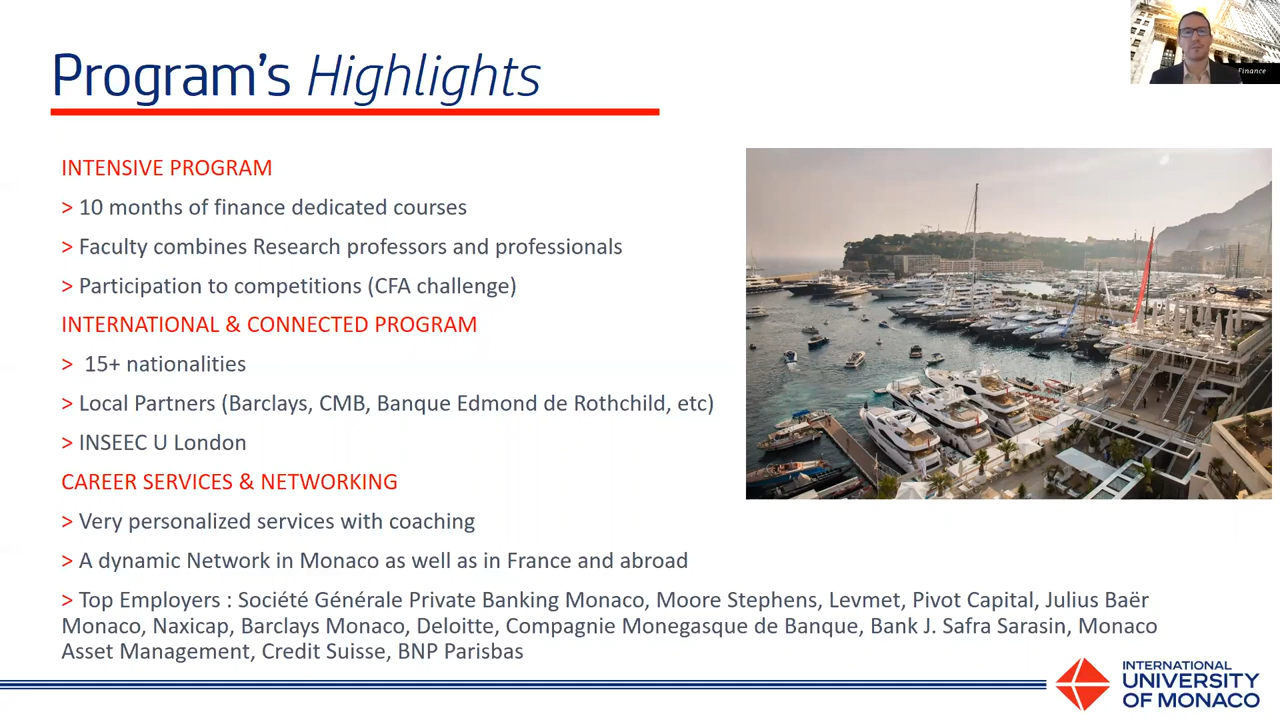 Finance
Program's Highlights
INTENSIVE PROGRAM
> 10 months of finance dedicated courses
> Faculty combines Research professors and professionals
> Participation to competitions (CFA challenge)
INTERNATIONAL & CONNECTED PROGRAM
> 15+ nationalities
> Local Partners (Barclays, CMB, Banque Edmond de Rothchild, etc)
> INSEEC U London
CAREER SERVICES & NETWORKING
> Very personalized services with coaching
> A dynamic Network in Monaco as well as in France and abroad
> Top Employers : Société Générale Private Banking Monaco, Moore Stephens, Levmet, Pivot Capital, Julius Baër
Monaco, Naxicap, Barclays Monaco, Deloitte, Compagnie Monegasque de Banque, Bank J. Safra Sarasin, Monaco
Asset Management, Credit Suisse, BNP Parisbas
INTERNATIONAL
UNIVERSITY
OF MONACO